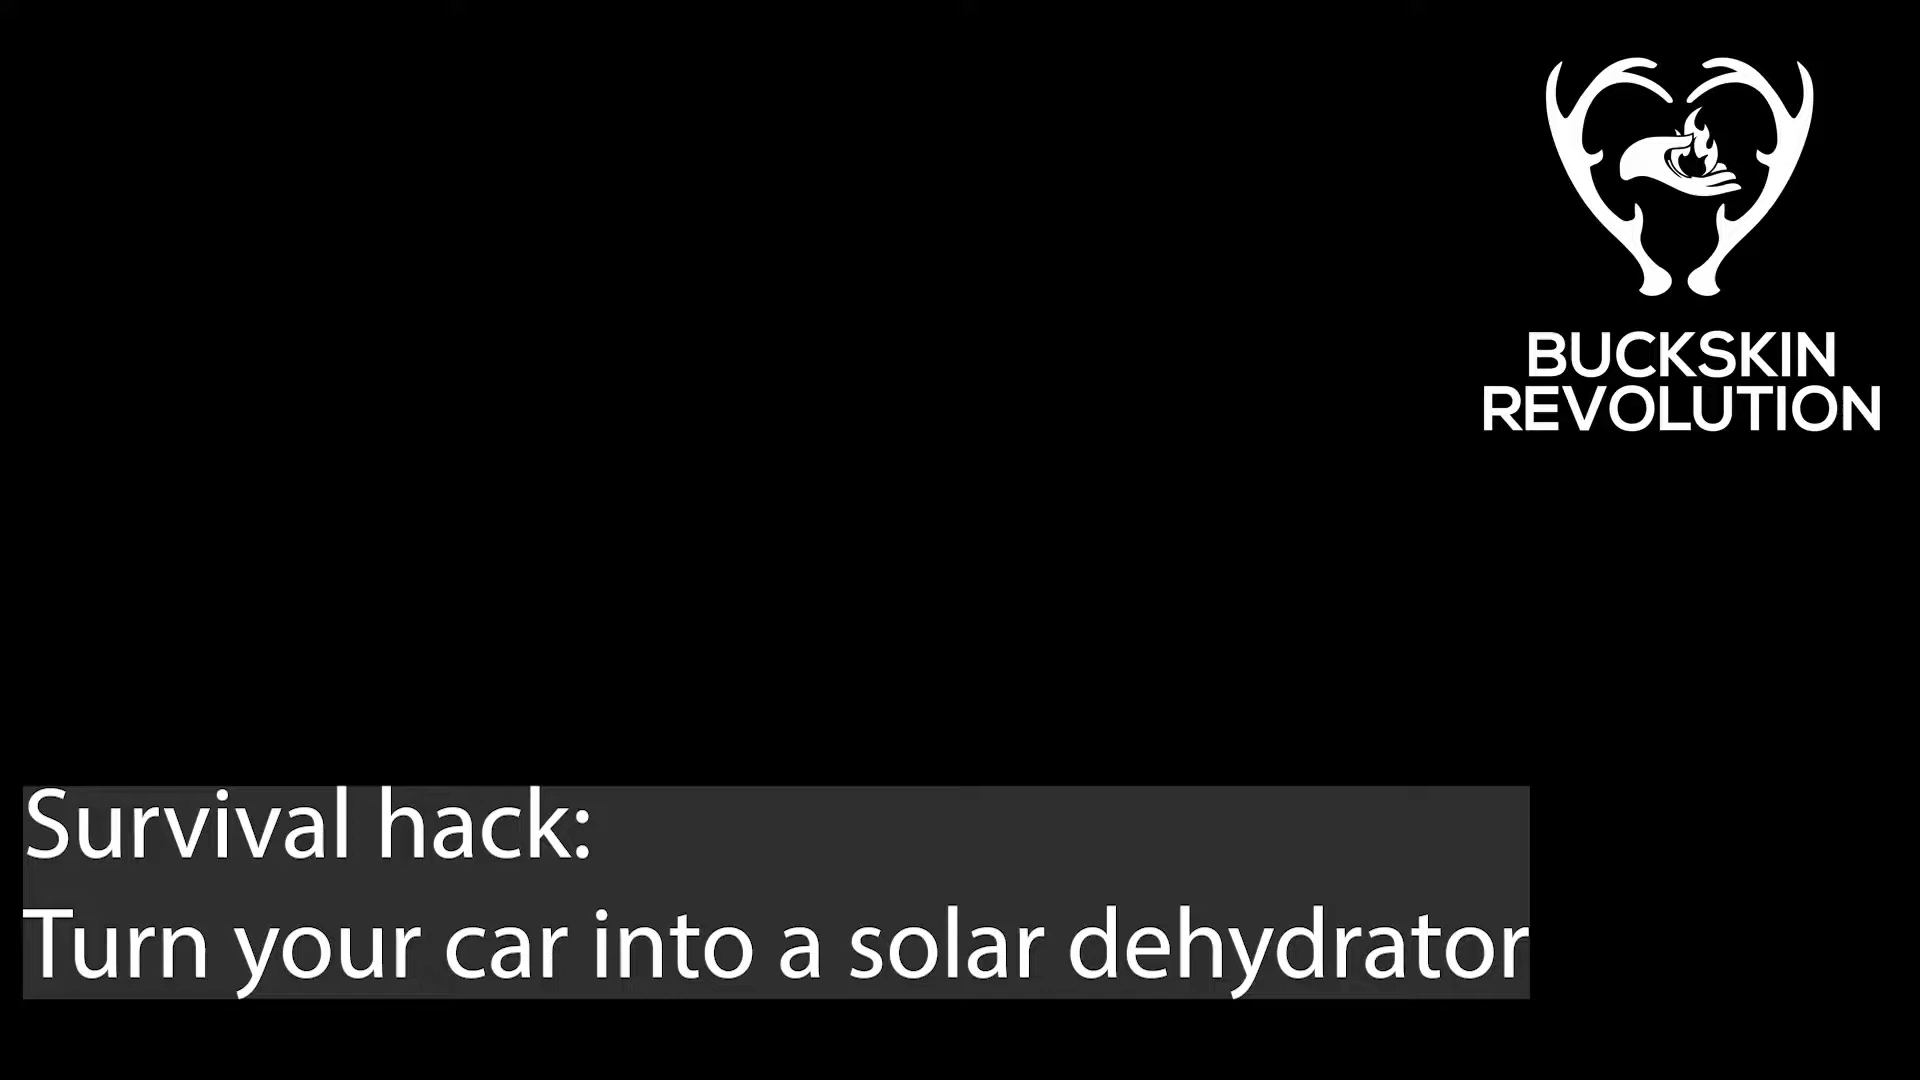 BUCKSKIN
REVOLUTION
Survival hack:
Turn your car into a solar dehydrator